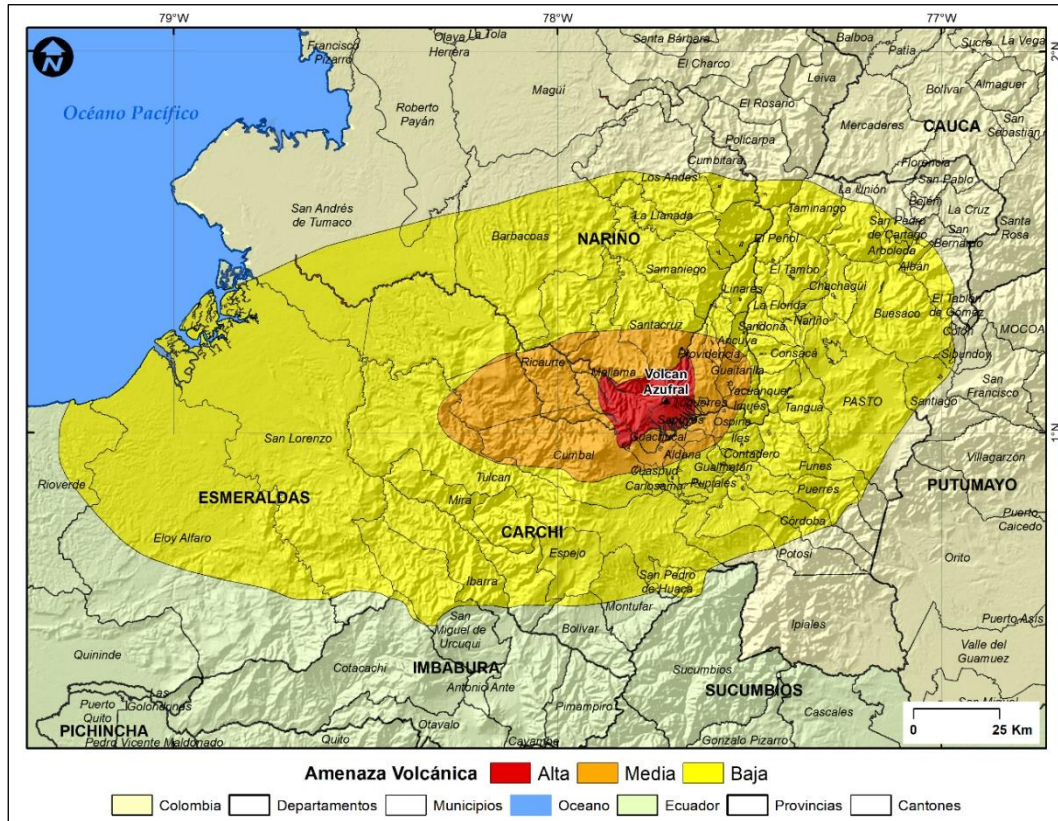 79°W
78°W
77°W
2°N
1°N
N
Océano Pacífico
Francisco
Pizarro
Olaya
Herrera
La Tola
Roberto
Payán
Magüí
Santa Bárbara
El Charco
El Rosario
Policarpa
Cumbitara
Leiva
Balboa
Patía
Sucre
La Vega
Almaguer
Bolívar
San
Sebastián
Mercaderes
CAUCA
Florencia
San Pablo
Los Andes
La Unión
Belén
La Cruz
Santa
Rosa
San
Bernardo
San Andrés
de Tumaco
Barbacoas
NARIÑO
La Llanada
Taminango
San Pedro
de Cartago
El Peñol
Arboleda
Albán
Samaniego
El Tambo
Chachagüí
Linares
La Florida
Buesaco
El Tablón
de Gómez
Colón
MOCOA
Santacruz
Sandoná
Nariño
Ancuya
Consacá
Sibundoy
Ricaurte
Mallama
Providencia
Guaitarilla
Volcan
Azufral
Yacuanquer
San
Francisco
Santiago
Imués
Tangua
PASTO
Sapuyes
Ospina
Iles
San Lorenzo
Guachucal
Cumbal
Aldana
Contadero
Villagarzón
Cuaspud
Gualmatán
Funes
Tulcan
Carlosama
Pupiales
Puerres
PUTUMAYO
Rioverde
ESMERALDAS
Mira
Puerto
Caicedo
CARCHI
Córdoba
Eloy Alfaro
Espejo
Potosí
Orito
Ibarra
San Pedro
de Huaca
Montufar
Puerto Asís
San
Miguel de
Urcuqui
Bolívar
Ipiales
Quininde
Valle del
Guamuez
Cotacachi
IMBABURA
Sucumbios
Antonio Ante
SUCUMBIOS
San Miguel
Las
Golondrinas
Puerto
Quito
Pimampiro
Cascales
PICHINCHA
Otavalo
Pedro Vicente Maldonado
Quito
Cayambe
Gonzalo Pizarro
0
25 Km
Amenaza Volcánica
Alta
Media
Baja
Colombia
Departamentos
Municipios
Oceano
Ecuador
Provincias
Cantones